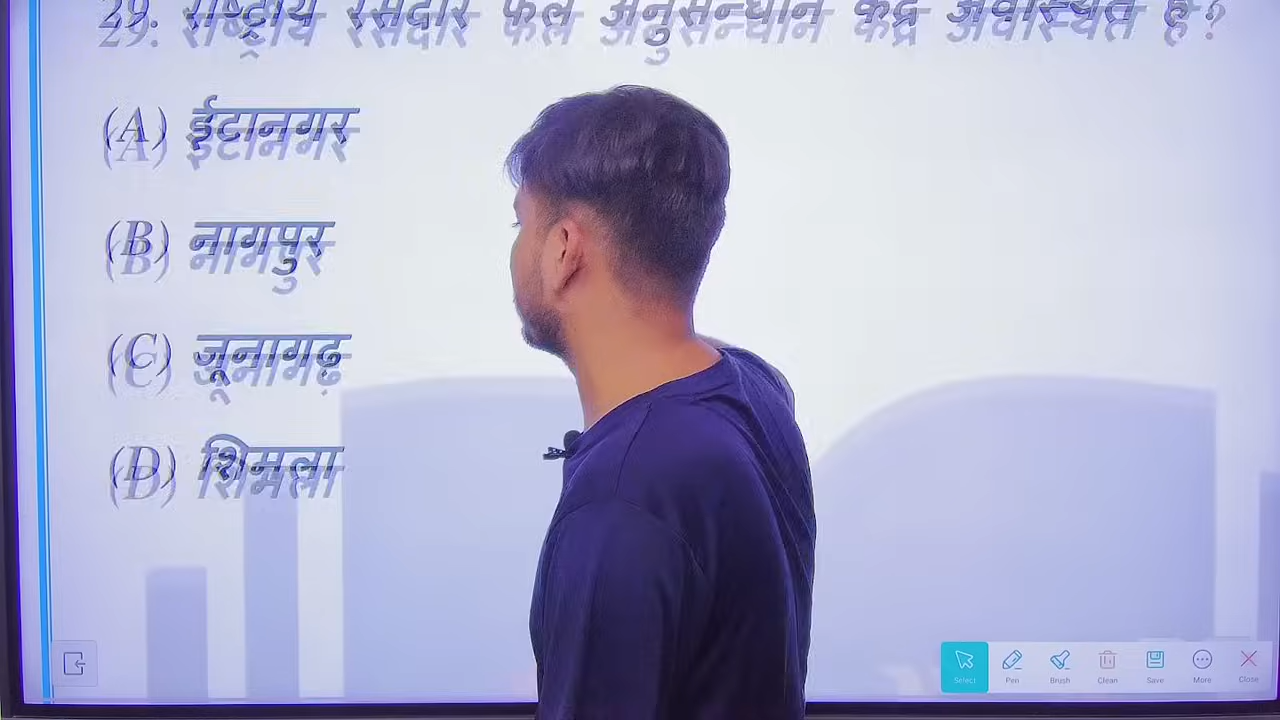 29. राष्ट्रीय रसदार फल अनुसन्धान केंद्र अवस्थित है?
(A) ईटानगर
(B) नागपुर
(C) जूनागढ़
(D) शिमला
Select Pen Brush Clean Save More Close